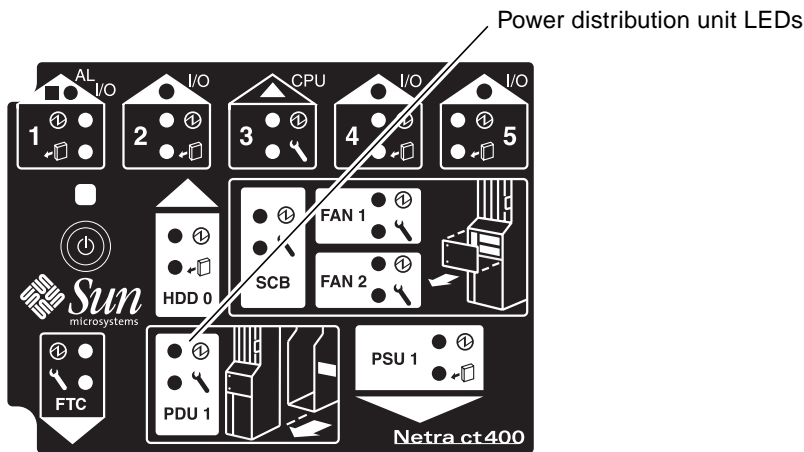 Power distribution unit LEDs
AL
I/O
I/O
CPU
I/O
I/O
1
2
3
4
5
FAN 1
SCB
FAN 2
HDD 0
Sun
microsystems
FTC
PDU 1
PSU 1
Netra ct400